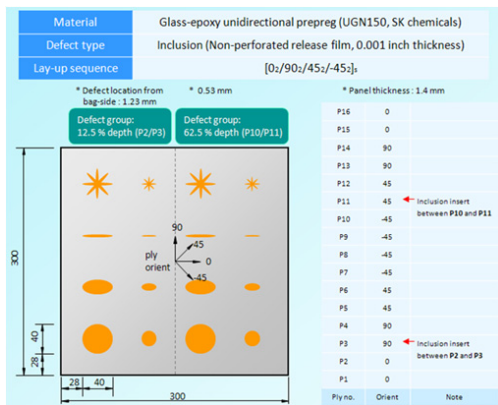 Material Glass-epoxy unidirectional prepreg (UGN150, SK chemicals)
Defect type Inclusion (Non-perforated release film, 0.001 inch thickness)
Lay-up sequence [0₂/90₂/45₂/-45₂]s
* Defect location from
bag-side : 1.23 mm
* 0.53 mm
* Panel thickness : 1.4 mm
Defect group:
12.5 % depth (P2/P3)
Defect group:
62.5 % depth (P10/P11)
90
45
ply
orient
0
-45
300
40
28
28
40
300
P16 0
P15 0
P14 90
P13 90
P12 45
P11 45 Inclusion insert
between P10 and P11
P10 -45
P9 -45
P8 -45
P7 -45
P6 45
P5 45
P4 90
P3 90 Inclusion insert
between P2 and P3
P2 0
P1 0
Ply no. Orient Note